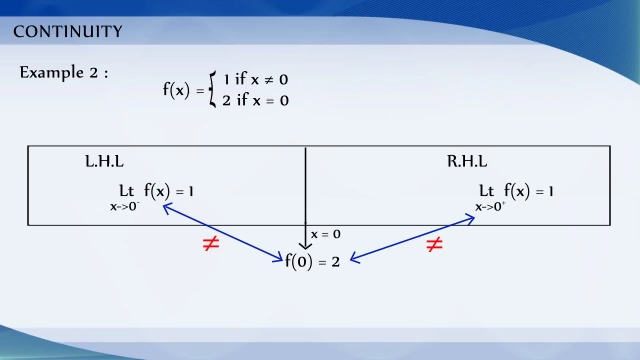 CONTINUITY
Example 2 :
f(x) = { 1 if x ≠ 0
2 if x = 0
L.H.L
R.H.L
Lt f(x) = 1
x->0⁻
Lt f(x) = 1
x->0⁺
x = 0
≠
≠
f(0) = 2